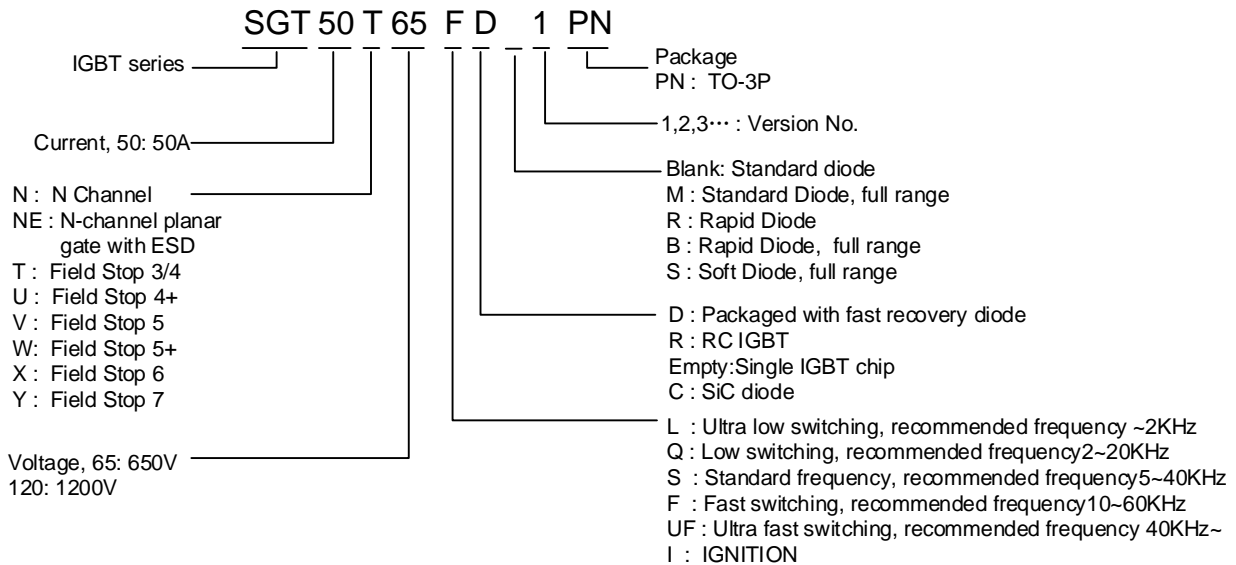 SGT 50 T 65 F D _ 1 PN
IGBT series
Current, 50: 50A
N : N Channel
NE : N-channel planar
gate with ESD
T : Field Stop 3/4
U : Field Stop 4+
V : Field Stop 5
W: Field Stop 5+
X : Field Stop 6
Y : Field Stop 7
Voltage, 65: 650V
120: 1200V
Package
PN : TO-3P
1,2,3··· : Version No.
Blank: Standard diode
M : Standard Diode, full range
R : Rapid Diode
B : Rapid Diode, full range
S : Soft Diode, full range
D : Packaged with fast recovery diode
R : RC IGBT
Empty:Single IGBT chip
C : SiC diode
L : Ultra low switching, recommended frequency ~2KHz
Q : Low switching, recommended frequency2~20KHz
S : Standard frequency, recommended frequency5~40KHz
F : Fast switching, recommended frequency10~60KHz
UF : Ultra fast switching, recommended frequency 40KHz~
I : IGNITION